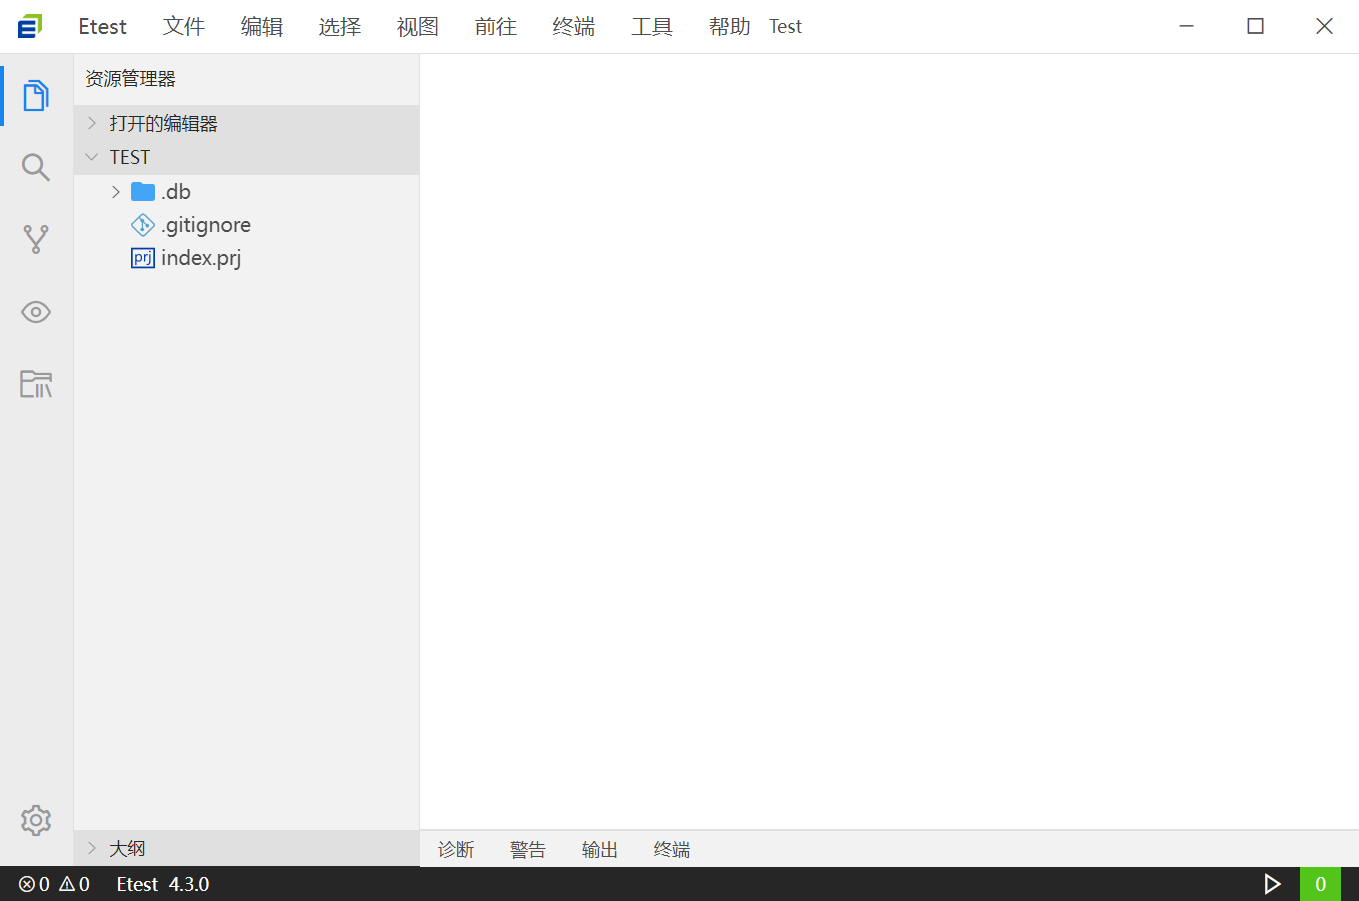 Etest 文件 编辑 选择 视图 前往 终端 工具 帮助 Test
资源管理器
打开的编辑器
TEST
.db
.gitignore
prj index.prj
大纲
诊断 警告 输出 终端
0 0 Etest 4.3.0 0